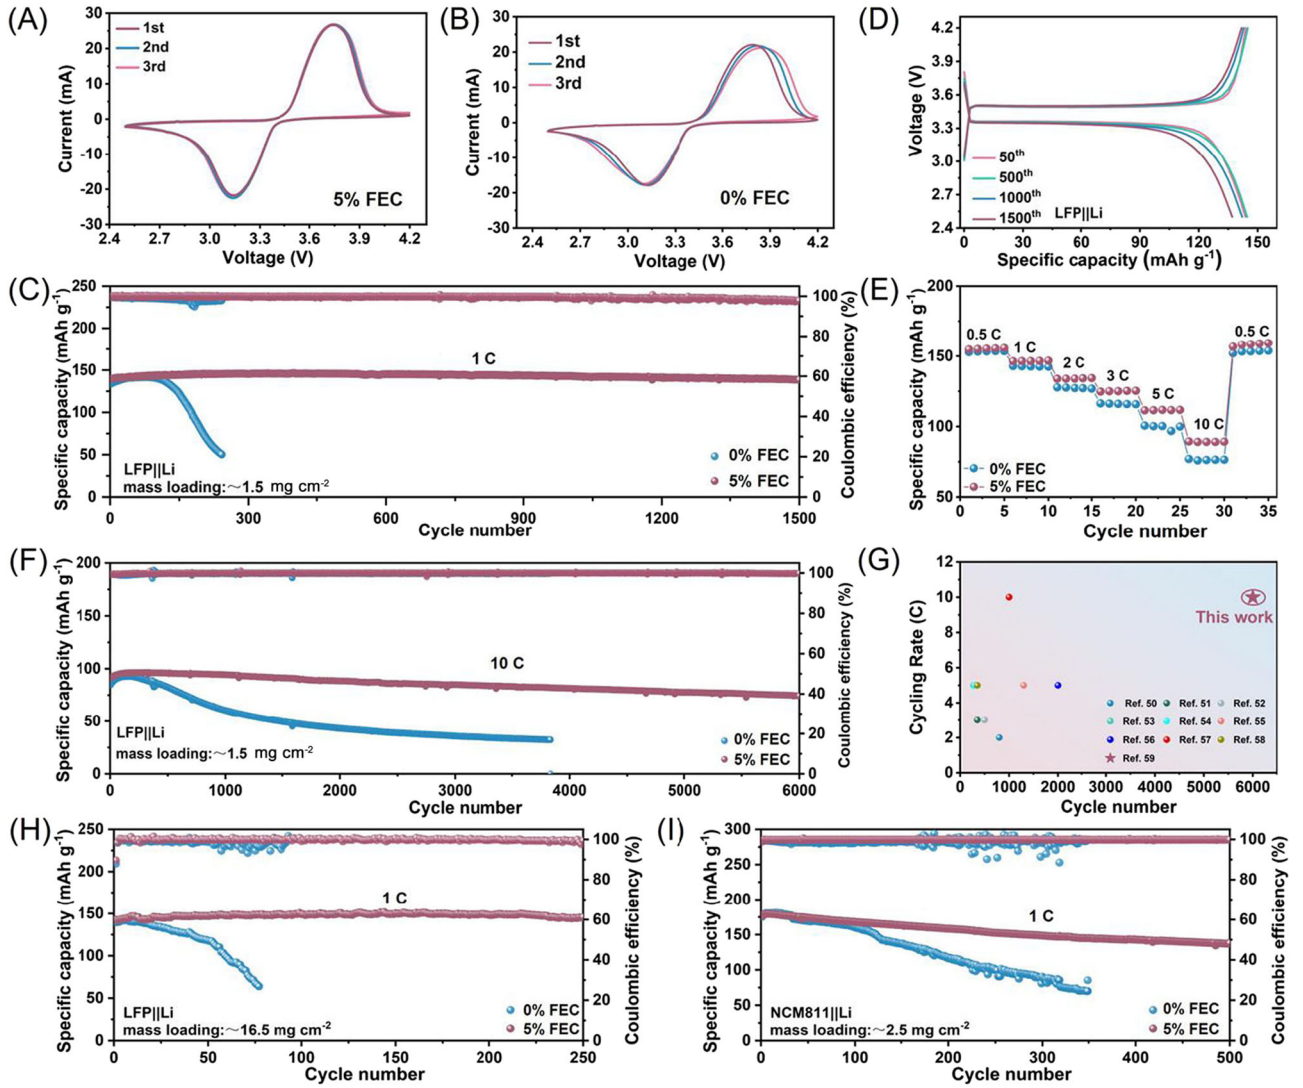 (A)
30
20
10
0
-10
-20
-30
2.4 2.7 3.0 3.3 3.6 3.9 4.2
Current (mA)
Voltage (V)
1st
2nd
3rd
5% FEC
(B)
30
20
10
0
-10
-20
-30
2.4 2.7 3.0 3.3 3.6 3.9 4.2
Current (mA)
Voltage (V)
1st
2nd
3rd
0% FEC
(D)
4.2
3.9
3.6
3.3
3.0
2.7
2.4
0 30 60 90 120 150
Voltage (V)
Specific capacity (mAh g⁻¹)
50th
500th
1000th
1500th
LFP||Li
(C)
250
200
150
100
50
0
100
80
60
40
20
0
0 300 600 900 1200 1500
Specific capacity (mAh g⁻¹)
Coulombic efficiency (%)
Cycle number
1 C
LFP||Li
mass loading:~1.5 mg cm⁻²
0% FEC
5% FEC
(E)
200
150
100
50
0 5 10 15 20 25 30 35
Specific capacity (mAh g⁻¹)
Cycle number
0.5 C
1 C
2 C
3 C
5 C
10 C
0.5 C
0% FEC
5% FEC
(F)
200
150
100
50
0
100
80
60
40
20
0
0 1000 2000 3000 4000 5000 6000
Specific capacity (mAh g⁻¹)
Coulombic efficiency (%)
Cycle number
10 C
LFP||Li
mass loading:~1.5 mg cm⁻²
0% FEC
5% FEC
(G)
12
10
8
6
4
2
0
0 1000 2000 3000 4000 5000 6000
Cycling Rate (C)
Cycle number
This work
Ref. 50 Ref. 51 Ref. 52
Ref. 53 Ref. 54 Ref. 55
Ref. 56 Ref. 57 Ref. 58
Ref. 59
(H)
250
200
150
100
50
0
100
80
60
40
20
0
0 50 100 150 200 250
Specific capacity (mAh g⁻¹)
Coulombic efficiency (%)
Cycle number
1 C
LFP||Li
mass loading:~16.5 mg cm⁻²
0% FEC
5% FEC
(I)
300
250
200
150
100
50
0
100
80
60
40
20
0
0 100 200 300 400 500
Specific capacity (mAh g⁻¹)
Coulombic efficiency (%)
Cycle number
1 C
NCM811||Li
mass loading:~2.5 mg cm⁻²
0% FEC
5% FEC